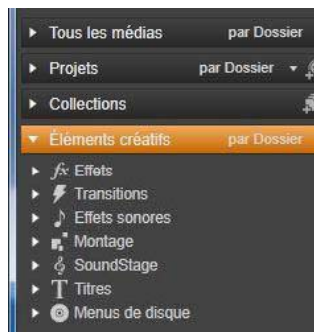 Tous les médias par Dossier
Projets par Dossier
Collections
Éléments créatifs par Dossier
fx Effets
Transitions
Effets sonores
Montage
SoundStage
Titres
Menus de disque